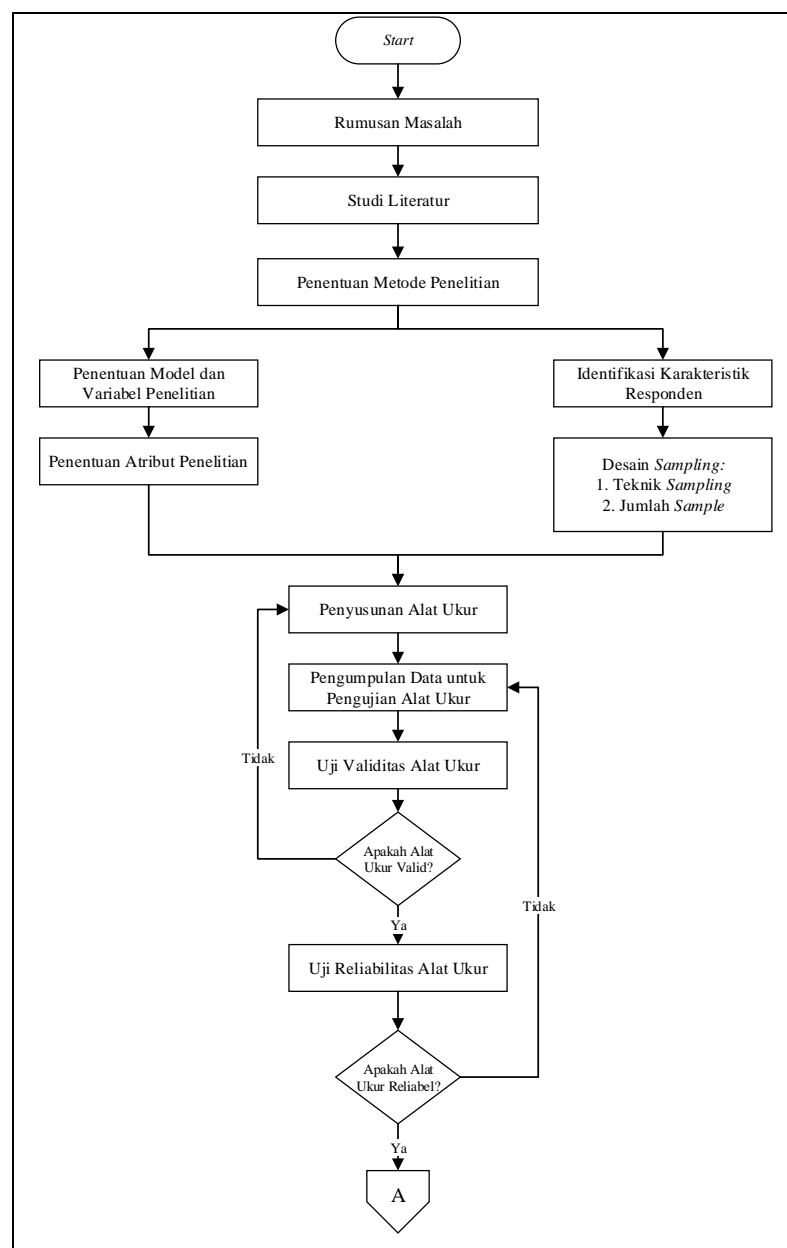 Start
Rumusan Masalah
Studi Literatur
Penentuan Metode Penelitian
Penentuan Model dan
Variabel Penelitian
Identifikasi Karakteristik
Responden
Penentuan Atribut Penelitian
Desain Sampling:
1. Teknik Sampling
2. Jumlah Sample
Penyusunan Alat Ukur
Pengumpulan Data untuk
Pengujian Alat Ukur
Tidak
Uji Validitas Alat Ukur
Apakah Alat
Ukur Valid?
Tidak
Ya
Uji Reliabilitas Alat Ukur
Apakah Alat
Ukur Reliabel?
Ya
A